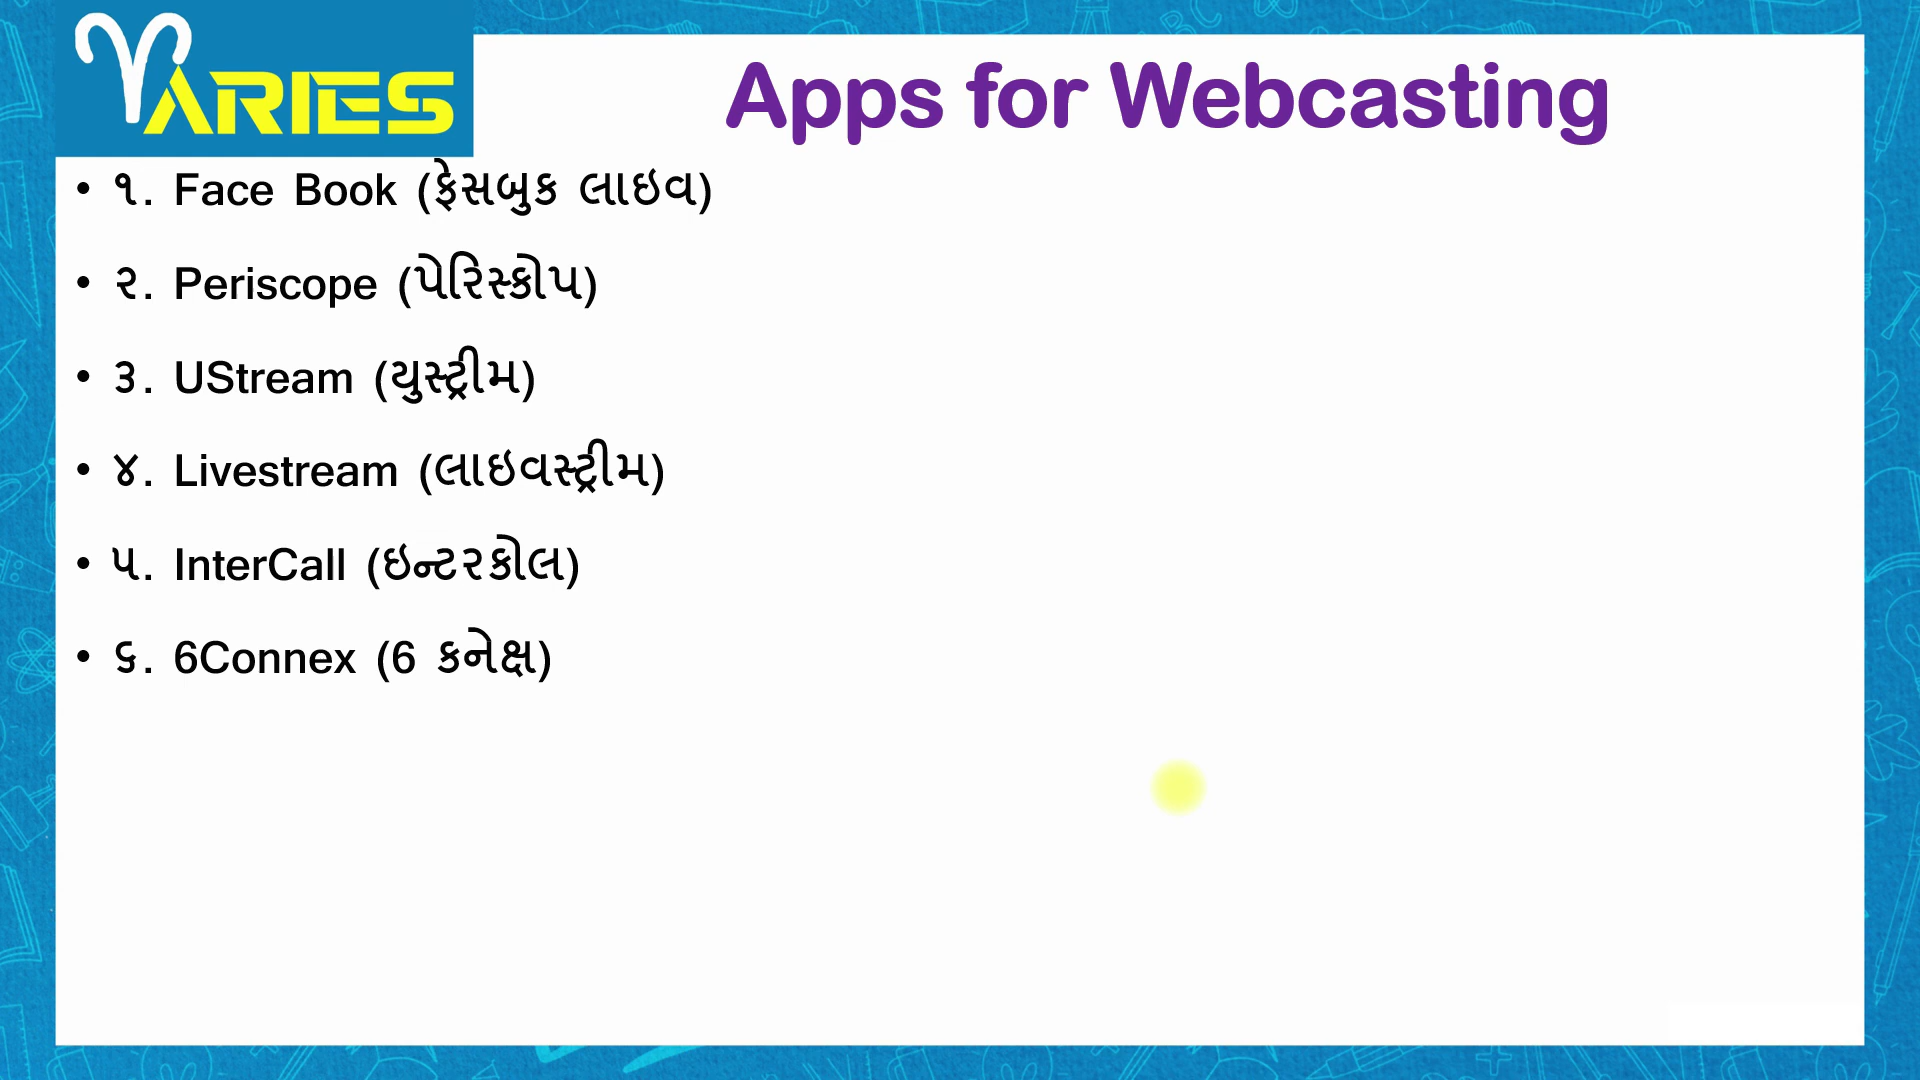 ARIES
Apps for Webcasting
• ૧. Face Book (ફેસબુક લાઇવ)
• ૨. Periscope (પેરિસ્કોપ)
• ૩. UStream (યુસ્ટ્રીમ)
• ૪. Livestream (લાઇવસ્ટ્રીમ)
• ૫. InterCall (ઇન્ટરકોલ)
• ૬. 6Connex (6 કનેક્ષ)